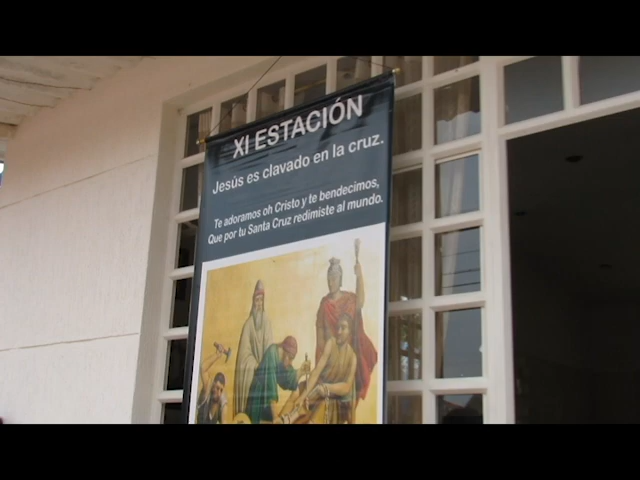 XI ESTACIÓN
Jesús es clavado en la cruz.
Te adoramos oh Cristo y te bendecimos,
Que por tu Santa Cruz redimiste al mundo.